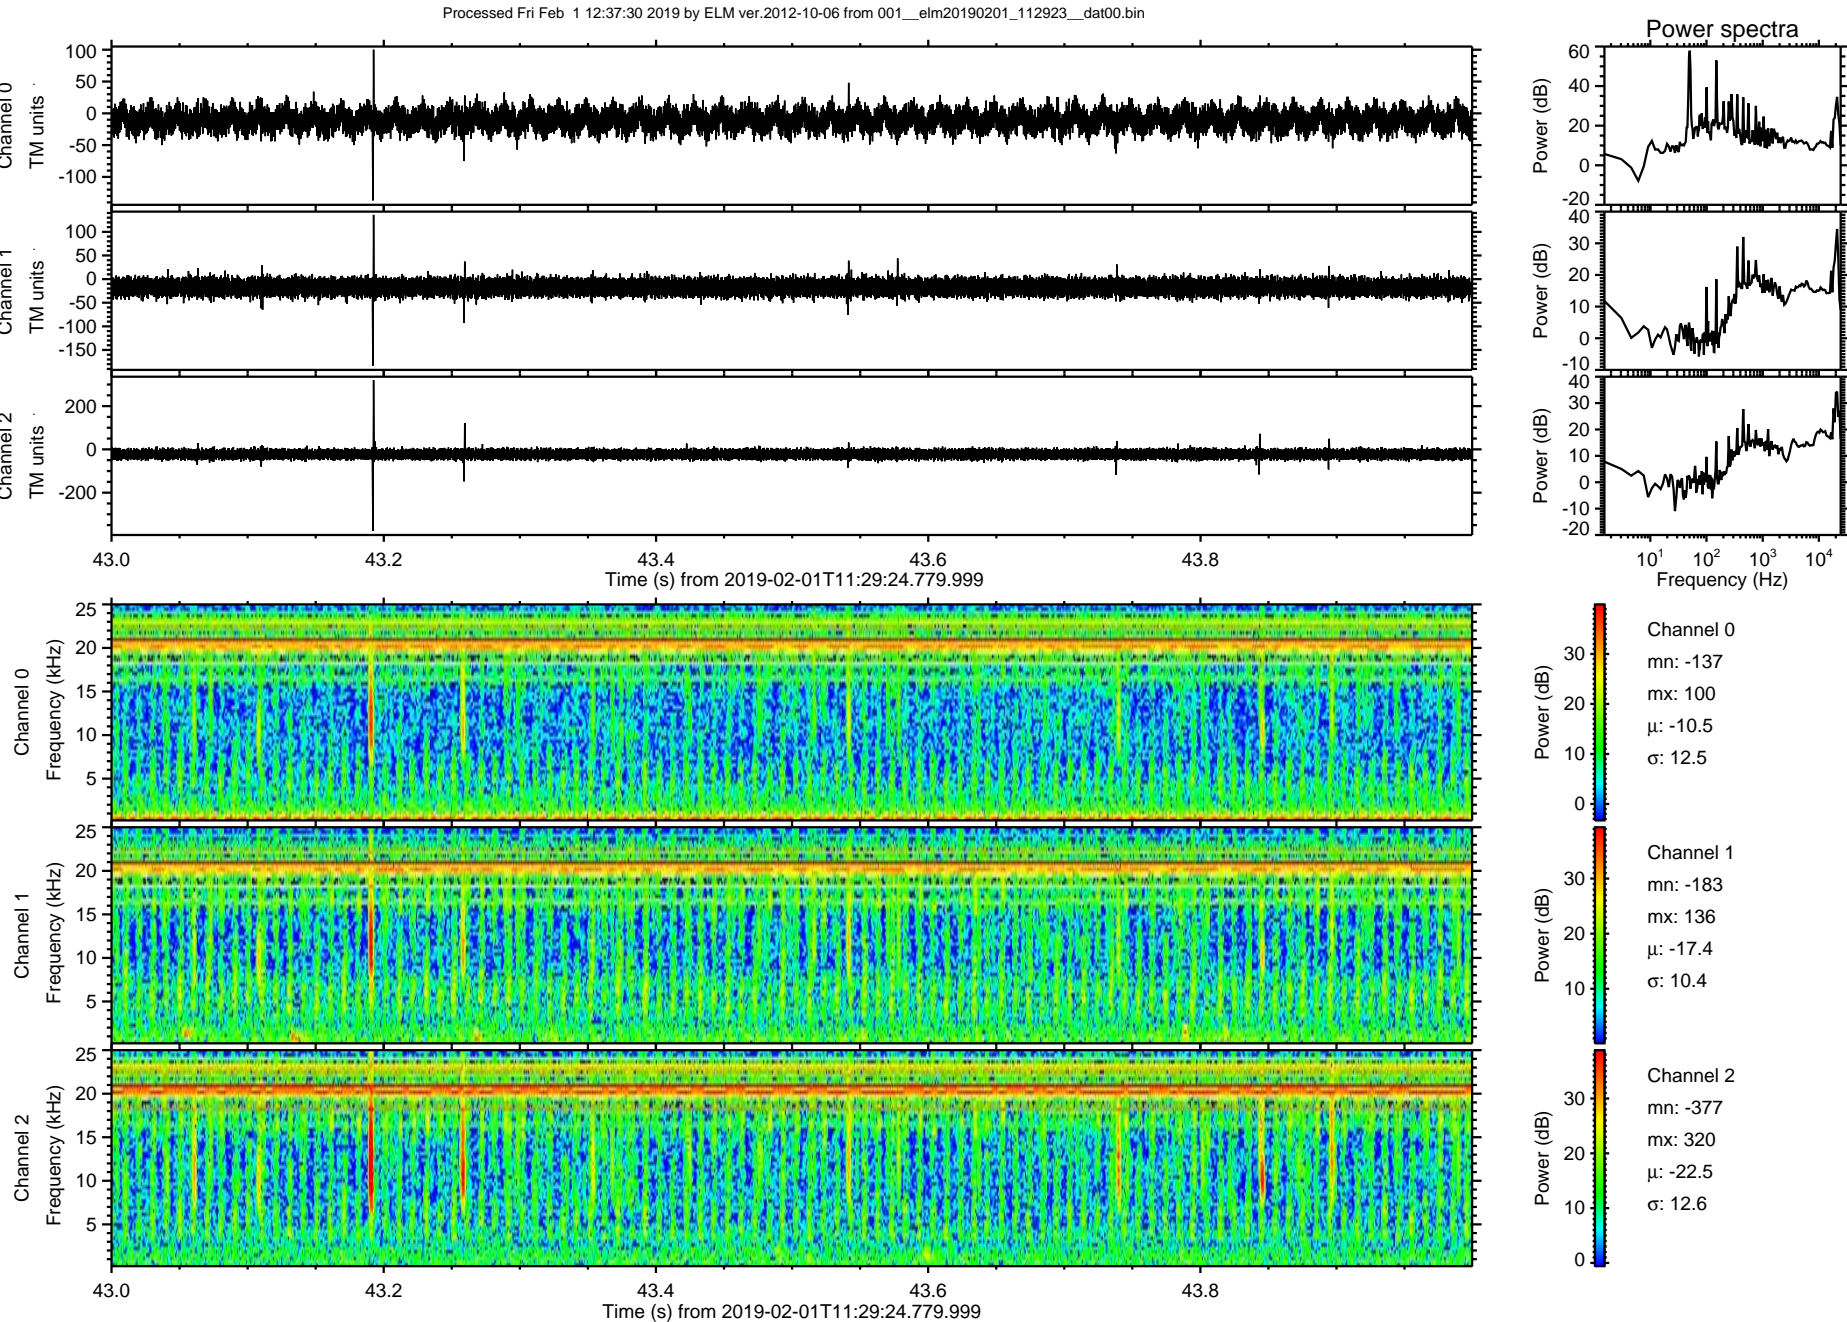 Processed Fri Feb 1 12:37:30 2019 by ELM ver.2012-10-06 from 001__elm20190201_112923__dat00.bin
Power spectra
Channel 0
TM units
100
50
0
-50
-100
Power (dB)
60
40
20
0
-20
Channel 1
TM units
100
50
0
-50
-100
-150
Power (dB)
40
30
20
10
0
-10
Channel 2
TM units
200
0
-200
Power (dB)
40
30
20
10
0
-10
-20
43.0 43.2 43.4 43.6 43.8
Time (s) from 2019-02-01T11:29:24.779.999
10¹ 10² 10³ 10⁴
Frequency (Hz)
Channel 0
Frequency (kHz)
25
20
15
10
5
Power (dB)
30
20
10
0
Channel 0
mn: -137
mx: 100
μ: -10.5
σ: 12.5
Channel 1
Frequency (kHz)
25
20
15
10
5
Power (dB)
30
20
10
Channel 1
mn: -183
mx: 136
μ: -17.4
σ: 10.4
Channel 2
Frequency (kHz)
25
20
15
10
5
Power (dB)
30
20
10
0
Channel 2
mn: -377
mx: 320
μ: -22.5
σ: 12.6
43.0 43.2 43.4 43.6 43.8
Time (s) from 2019-02-01T11:29:24.779.999